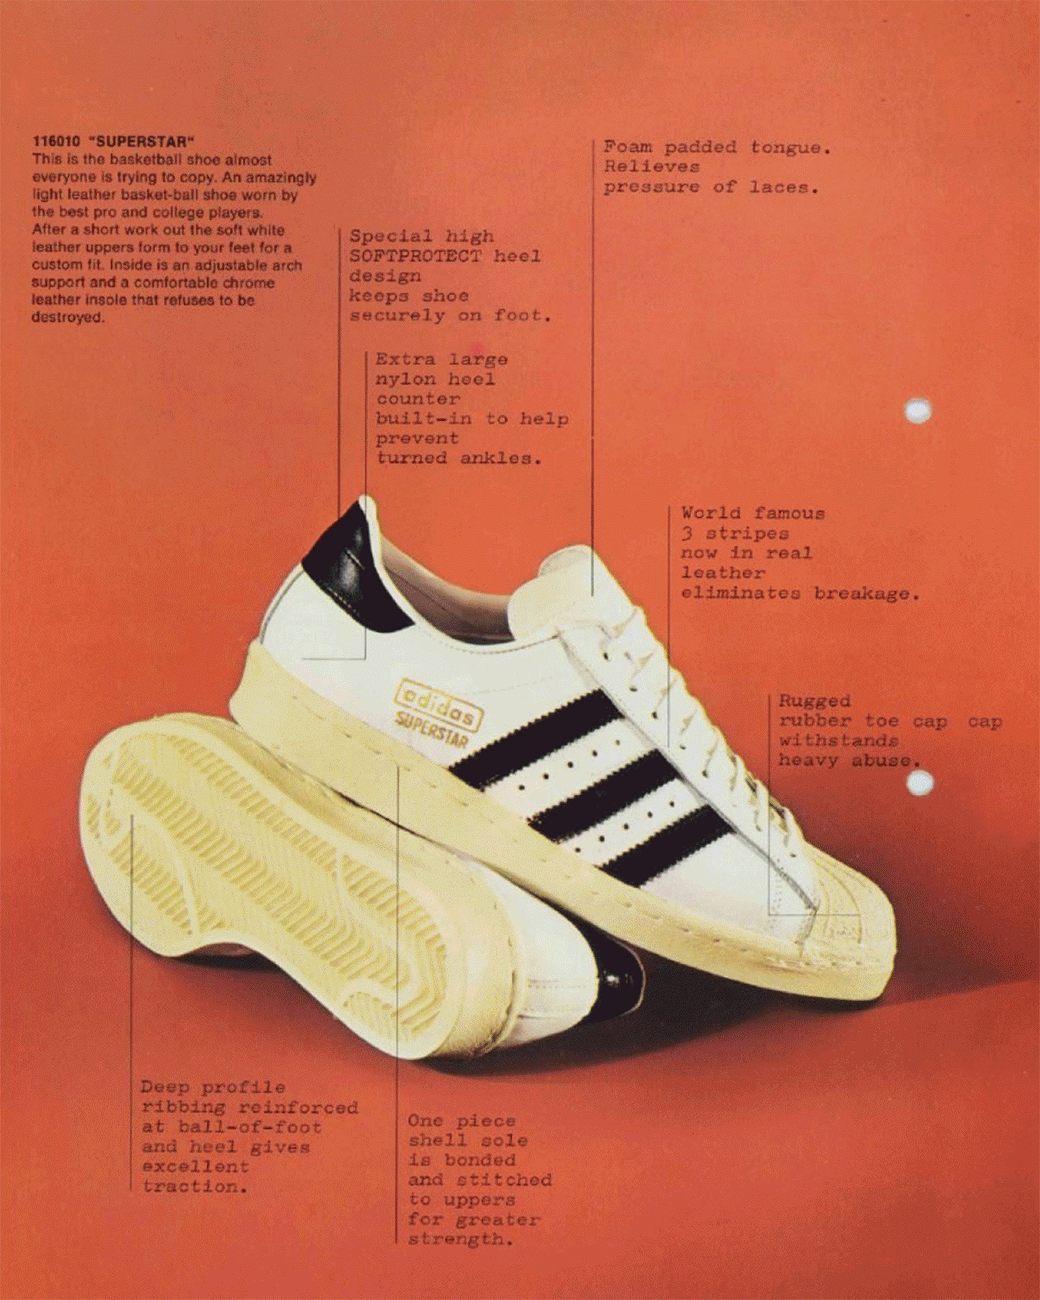 116010 "SUPERSTAR"
This is the basketball shoe almost
everyone is trying to copy. An amazingly
light leather basket-ball shoe worn by
the best pro and college players.
After a short work out the soft white
leather uppers form to your feet for a
custom fit. Inside is an adjustable arch
support and a comfortable chrome
leather insole that refuses to be
destroyed.
Foam padded tongue.
Relieves
pressure of laces.
Special high
SOFTPROTECT heel
design
keeps shoe
securely on foot.
Extra large
nylon heel
counter
built-in to help
prevent
turned ankles.
World famous
3 stripes
now in real
leather
eliminates breakage.
Rugged
rubber toe cap cap
withstands
heavy abuse.
adidas
SUPERSTAR
Deep profile
ribbing reinforced
at ball-of-foot
and heel gives
excellent
traction.
One piece
shell sole
is bonded
and stitched
to uppers
for greater
strength.